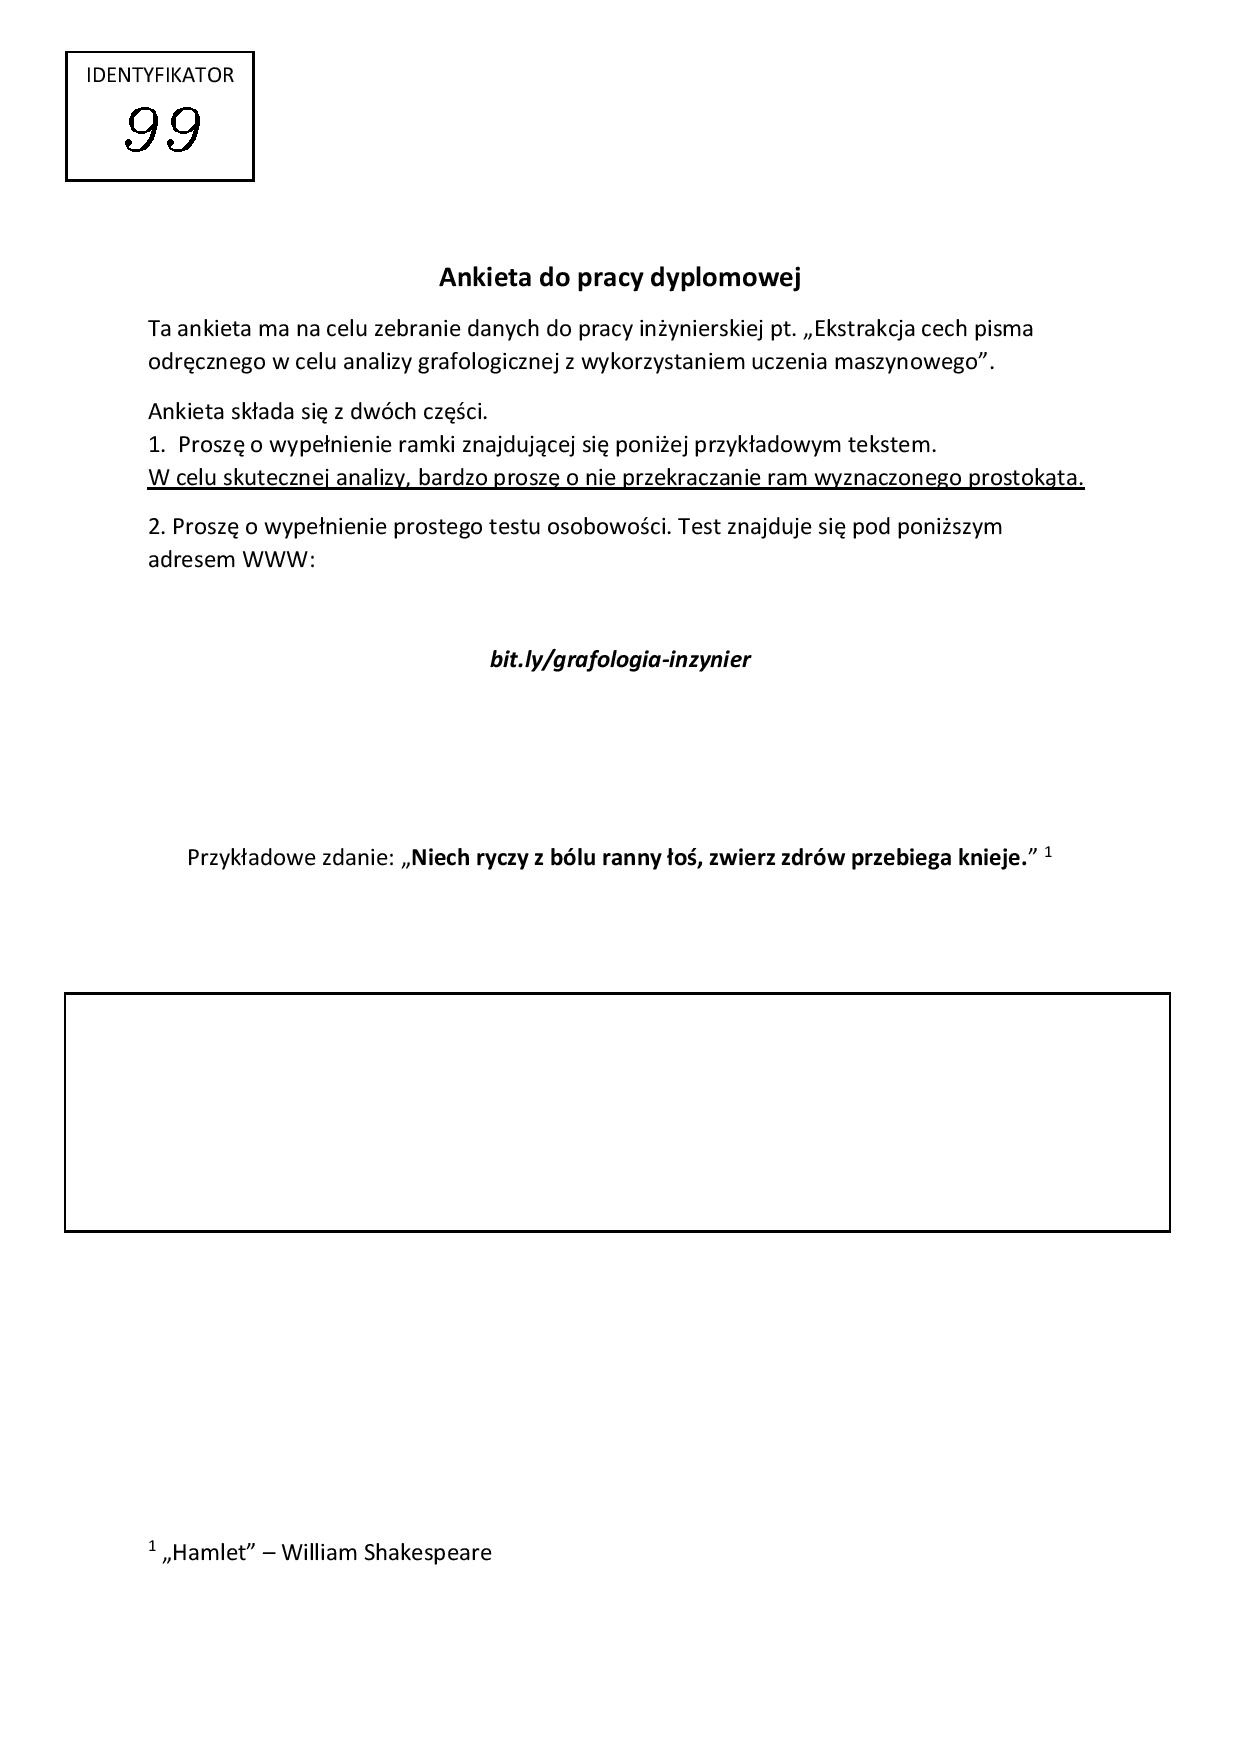 IDENTYFIKATOR
99
Ankieta do pracy dyplomowej
Ta ankieta ma na celu zebranie danych do pracy inżynierskiej pt. „Ekstrakcja cech pisma
odręcznego w celu analizy grafologicznej z wykorzystaniem uczenia maszynowego”.
Ankieta składa się z dwóch części.
1. Proszę o wypełnienie ramki znajdującej się poniżej przykładowym tekstem.
W celu skutecznej analizy, bardzo proszę o nie przekraczanie ram wyznaczonego prostokąta.
2. Proszę o wypełnienie prostego testu osobowości. Test znajduje się pod poniższym
adresem WWW:
bit.ly/grafologia-inzynier
Przykładowe zdanie: „Niech ryczy z bólu ranny łoś, zwierz zdrów przebiega knieje.” 1
1 „Hamlet” – William Shakespeare